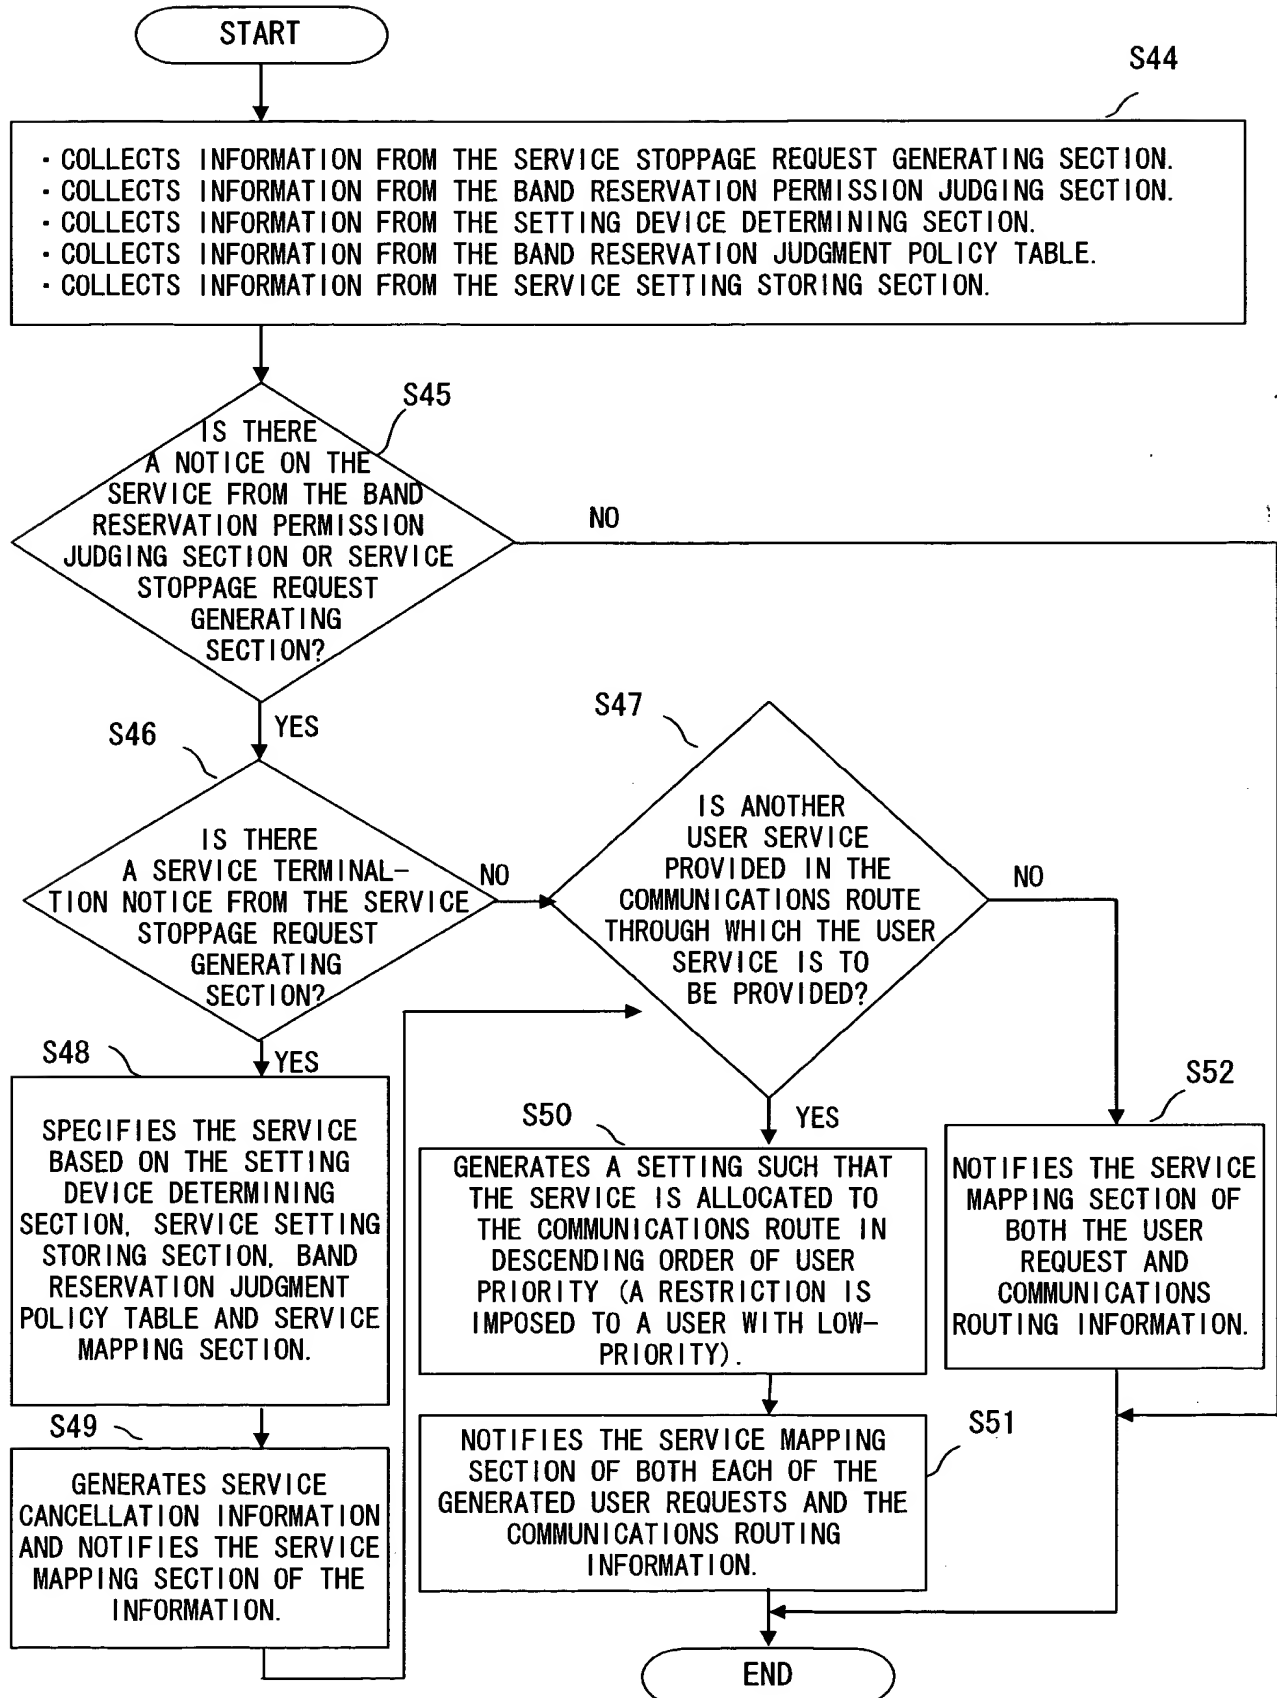 START
S44
· COLLECTS INFORMATION FROM THE SERVICE STOPPAGE REQUEST GENERATING SECTION.
· COLLECTS INFORMATION FROM THE BAND RESERVATION PERMISSION JUDGING SECTION.
· COLLECTS INFORMATION FROM THE SETTING DEVICE DETERMINING SECTION.
· COLLECTS INFORMATION FROM THE BAND RESERVATION JUDGMENT POLICY TABLE.
· COLLECTS INFORMATION FROM THE SERVICE SETTING STORING SECTION.
S45
IS THERE
A NOTICE ON THE
SERVICE FROM THE BAND
RESERVATION PERMISSION
JUDGING SECTION OR SERVICE
STOPPAGE REQUEST
GENERATING
SECTION?
NO
YES
S46
IS THERE
A SERVICE TERMINAL-
TION NOTICE FROM THE SERVICE
STOPPAGE REQUEST
GENERATING
SECTION?
NO
YES
S47
IS ANOTHER
USER SERVICE
PROVIDED IN THE
COMMUNICATIONS ROUTE
THROUGH WHICH THE USER
SERVICE IS TO
BE PROVIDED?
NO
YES
S48
SPECIFIES THE SERVICE
BASED ON THE SETTING
DEVICE DETERMINING
SECTION, SERVICE SETTING
STORING SECTION, BAND
RESERVATION JUDGMENT
POLICY TABLE AND SERVICE
MAPPING SECTION.
S49
GENERATES SERVICE
CANCELLATION INFORMATION
AND NOTIFIES THE SERVICE
MAPPING SECTION OF THE
INFORMATION.
S50
GENERATES A SETTING SUCH THAT
THE SERVICE IS ALLOCATED TO
THE COMMUNICATIONS ROUTE IN
DESCENDING ORDER OF USER
PRIORITY (A RESTRICTION IS
IMPOSED TO A USER WITH LOW-
PRIORITY).
S51
NOTIFIES THE SERVICE MAPPING
SECTION OF BOTH EACH OF THE
GENERATED USER REQUESTS AND THE
COMMUNICATIONS ROUTING
INFORMATION.
S52
NOTIFIES THE SERVICE
MAPPING SECTION OF
BOTH THE USER
REQUEST AND
COMMUNICATIONS
ROUTING INFORMATION.
END